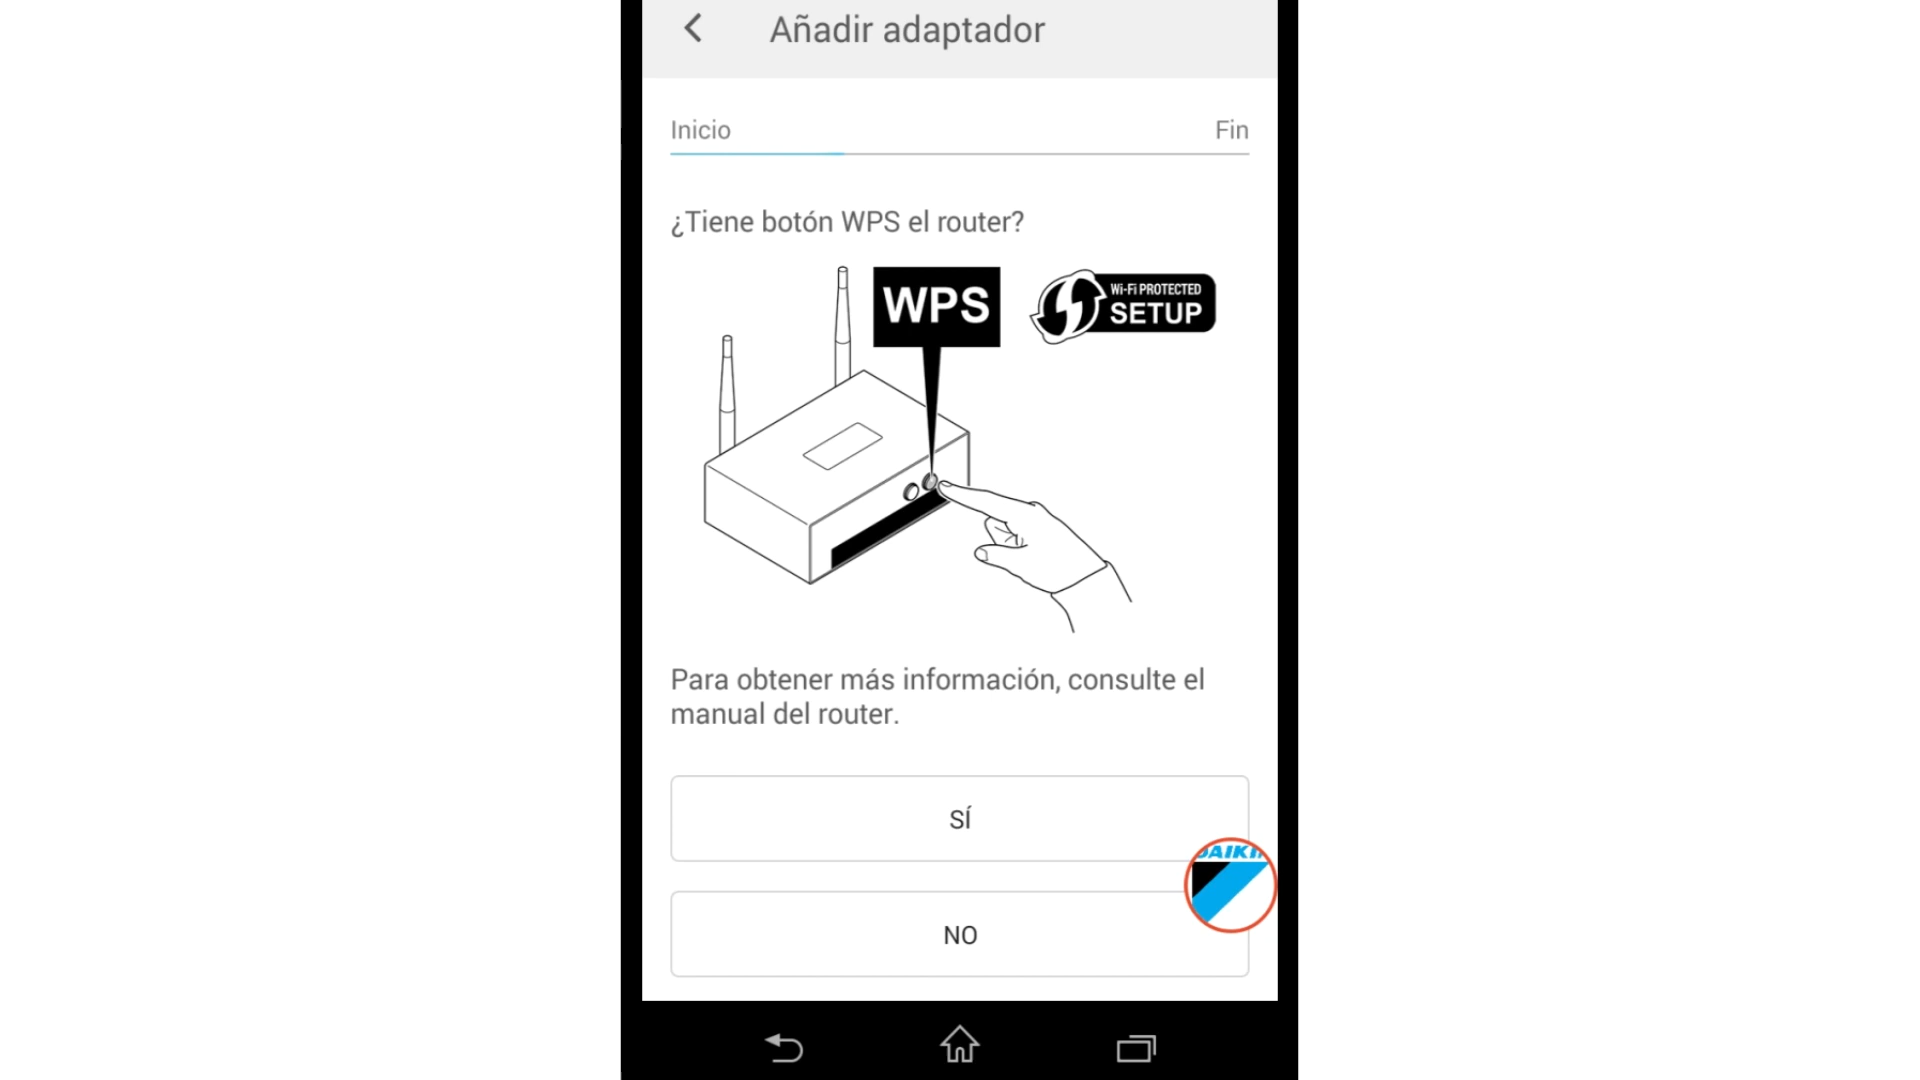 Añadir adaptador
Inicio
Fin
¿Tiene botón WPS el router?
WPS
Wi-Fi PROTECTED
SETUP
Para obtener más información, consulte el
manual del router.
SÍ
DAIKIN
NO